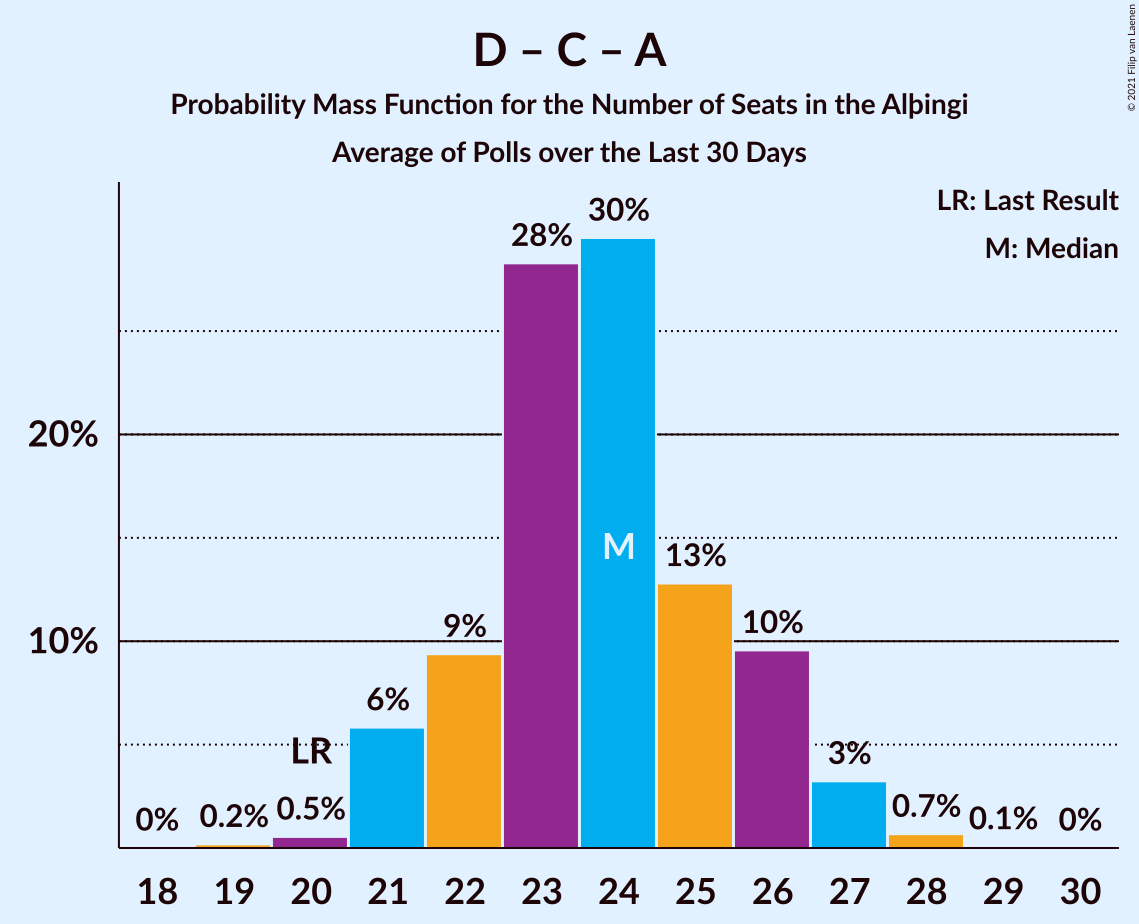 D – C – A
Probability Mass Function for the Number of Seats in the Alþingi
Average of Polls over the Last 30 Days
© 2021 Filip van Laenen
LR: Last Result
M: Median
30%
28%
20%
M
13%
10%
9%
10%
6%
LR
3%
0%
0.2%
0.5%
0.7%
0.1%
0%
18 19 20 21 22 23 24 25 26 27 28 29 30